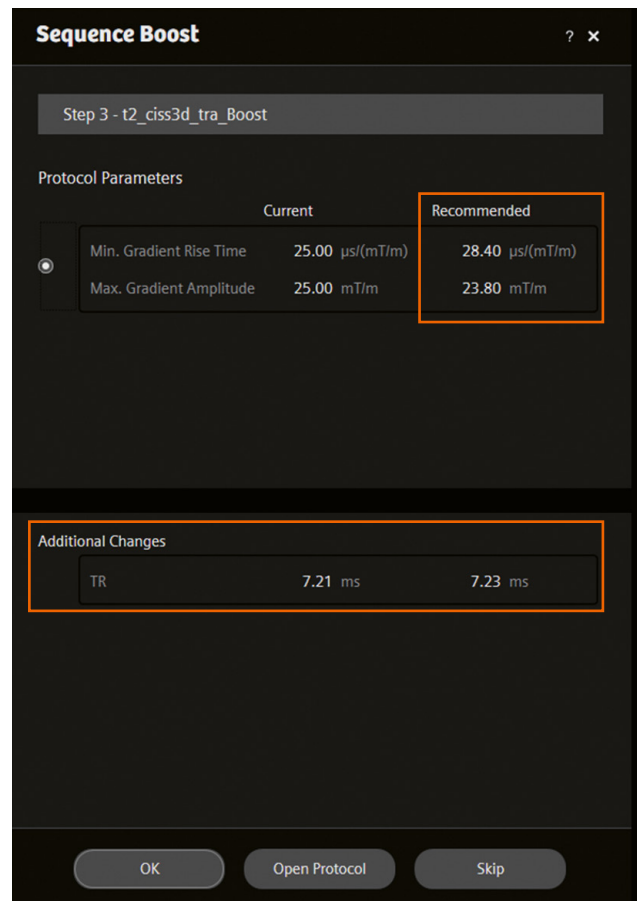 Sequence Boost ? ×
Step 3 - t2_ciss3d_tra_Boost
Protocol Parameters
Current Recommended
Min. Gradient Rise Time 25.00 µs/(mT/m) 28.40 µs/(mT/m)
Max. Gradient Amplitude 25.00 mT/m 23.80 mT/m
Additional Changes
TR 7.21 ms 7.23 ms
OK Open Protocol Skip